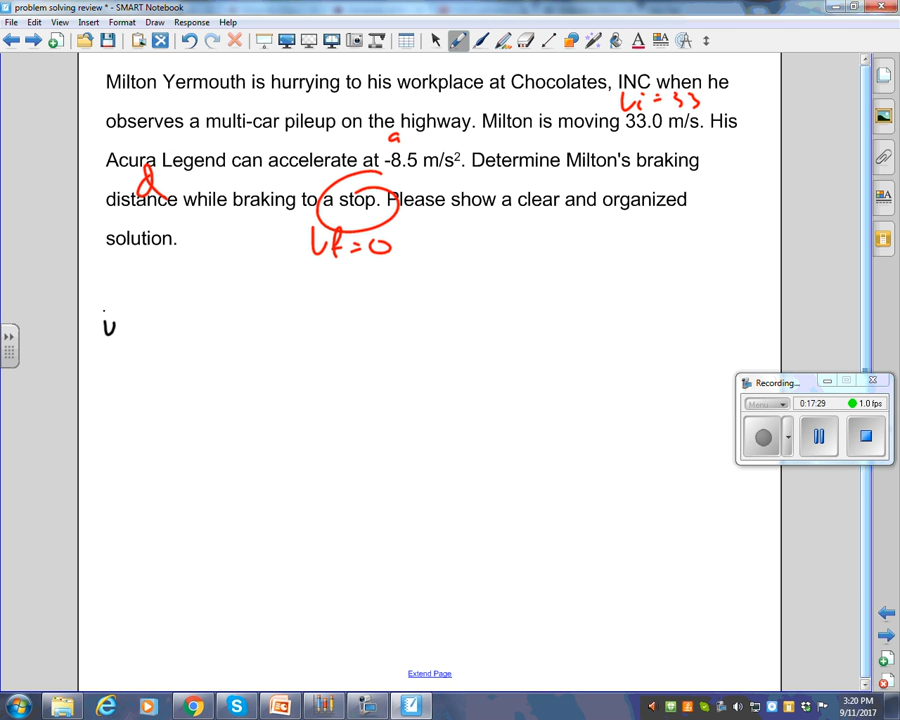 problem solving review * - SMART Notebook
File Edit View Insert Format Draw Response Help
Milton Yermouth is hurrying to his workplace at Chocolates, INC when he
Vi = 33
observes a multi-car pileup on the highway. Milton is moving 33.0 m/s. His
a
Acura Legend can accelerate at -8.5 m/s². Determine Milton's braking
d
distance while braking to a stop. Please show a clear and organized
solution.
Vf = 0
V
Recording...
Menu
0:17:29
1.0 fps
Extend Page
3:20 PM
9/11/2017